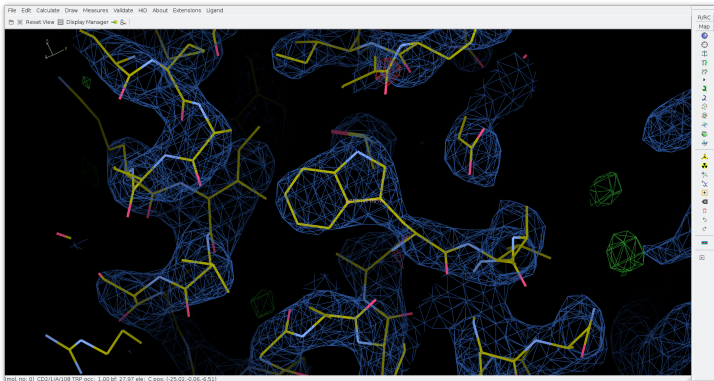 File Edit Calculate Draw Measures Validate HID About Extensions Ligand
Reset View Display Manager
R/RC
Map
(mol. no: 0) CD2/1/A/108 TRP occ: 1.00 bf: 27.97 ele: C pos: (-25.02,-0.06,-6.51)